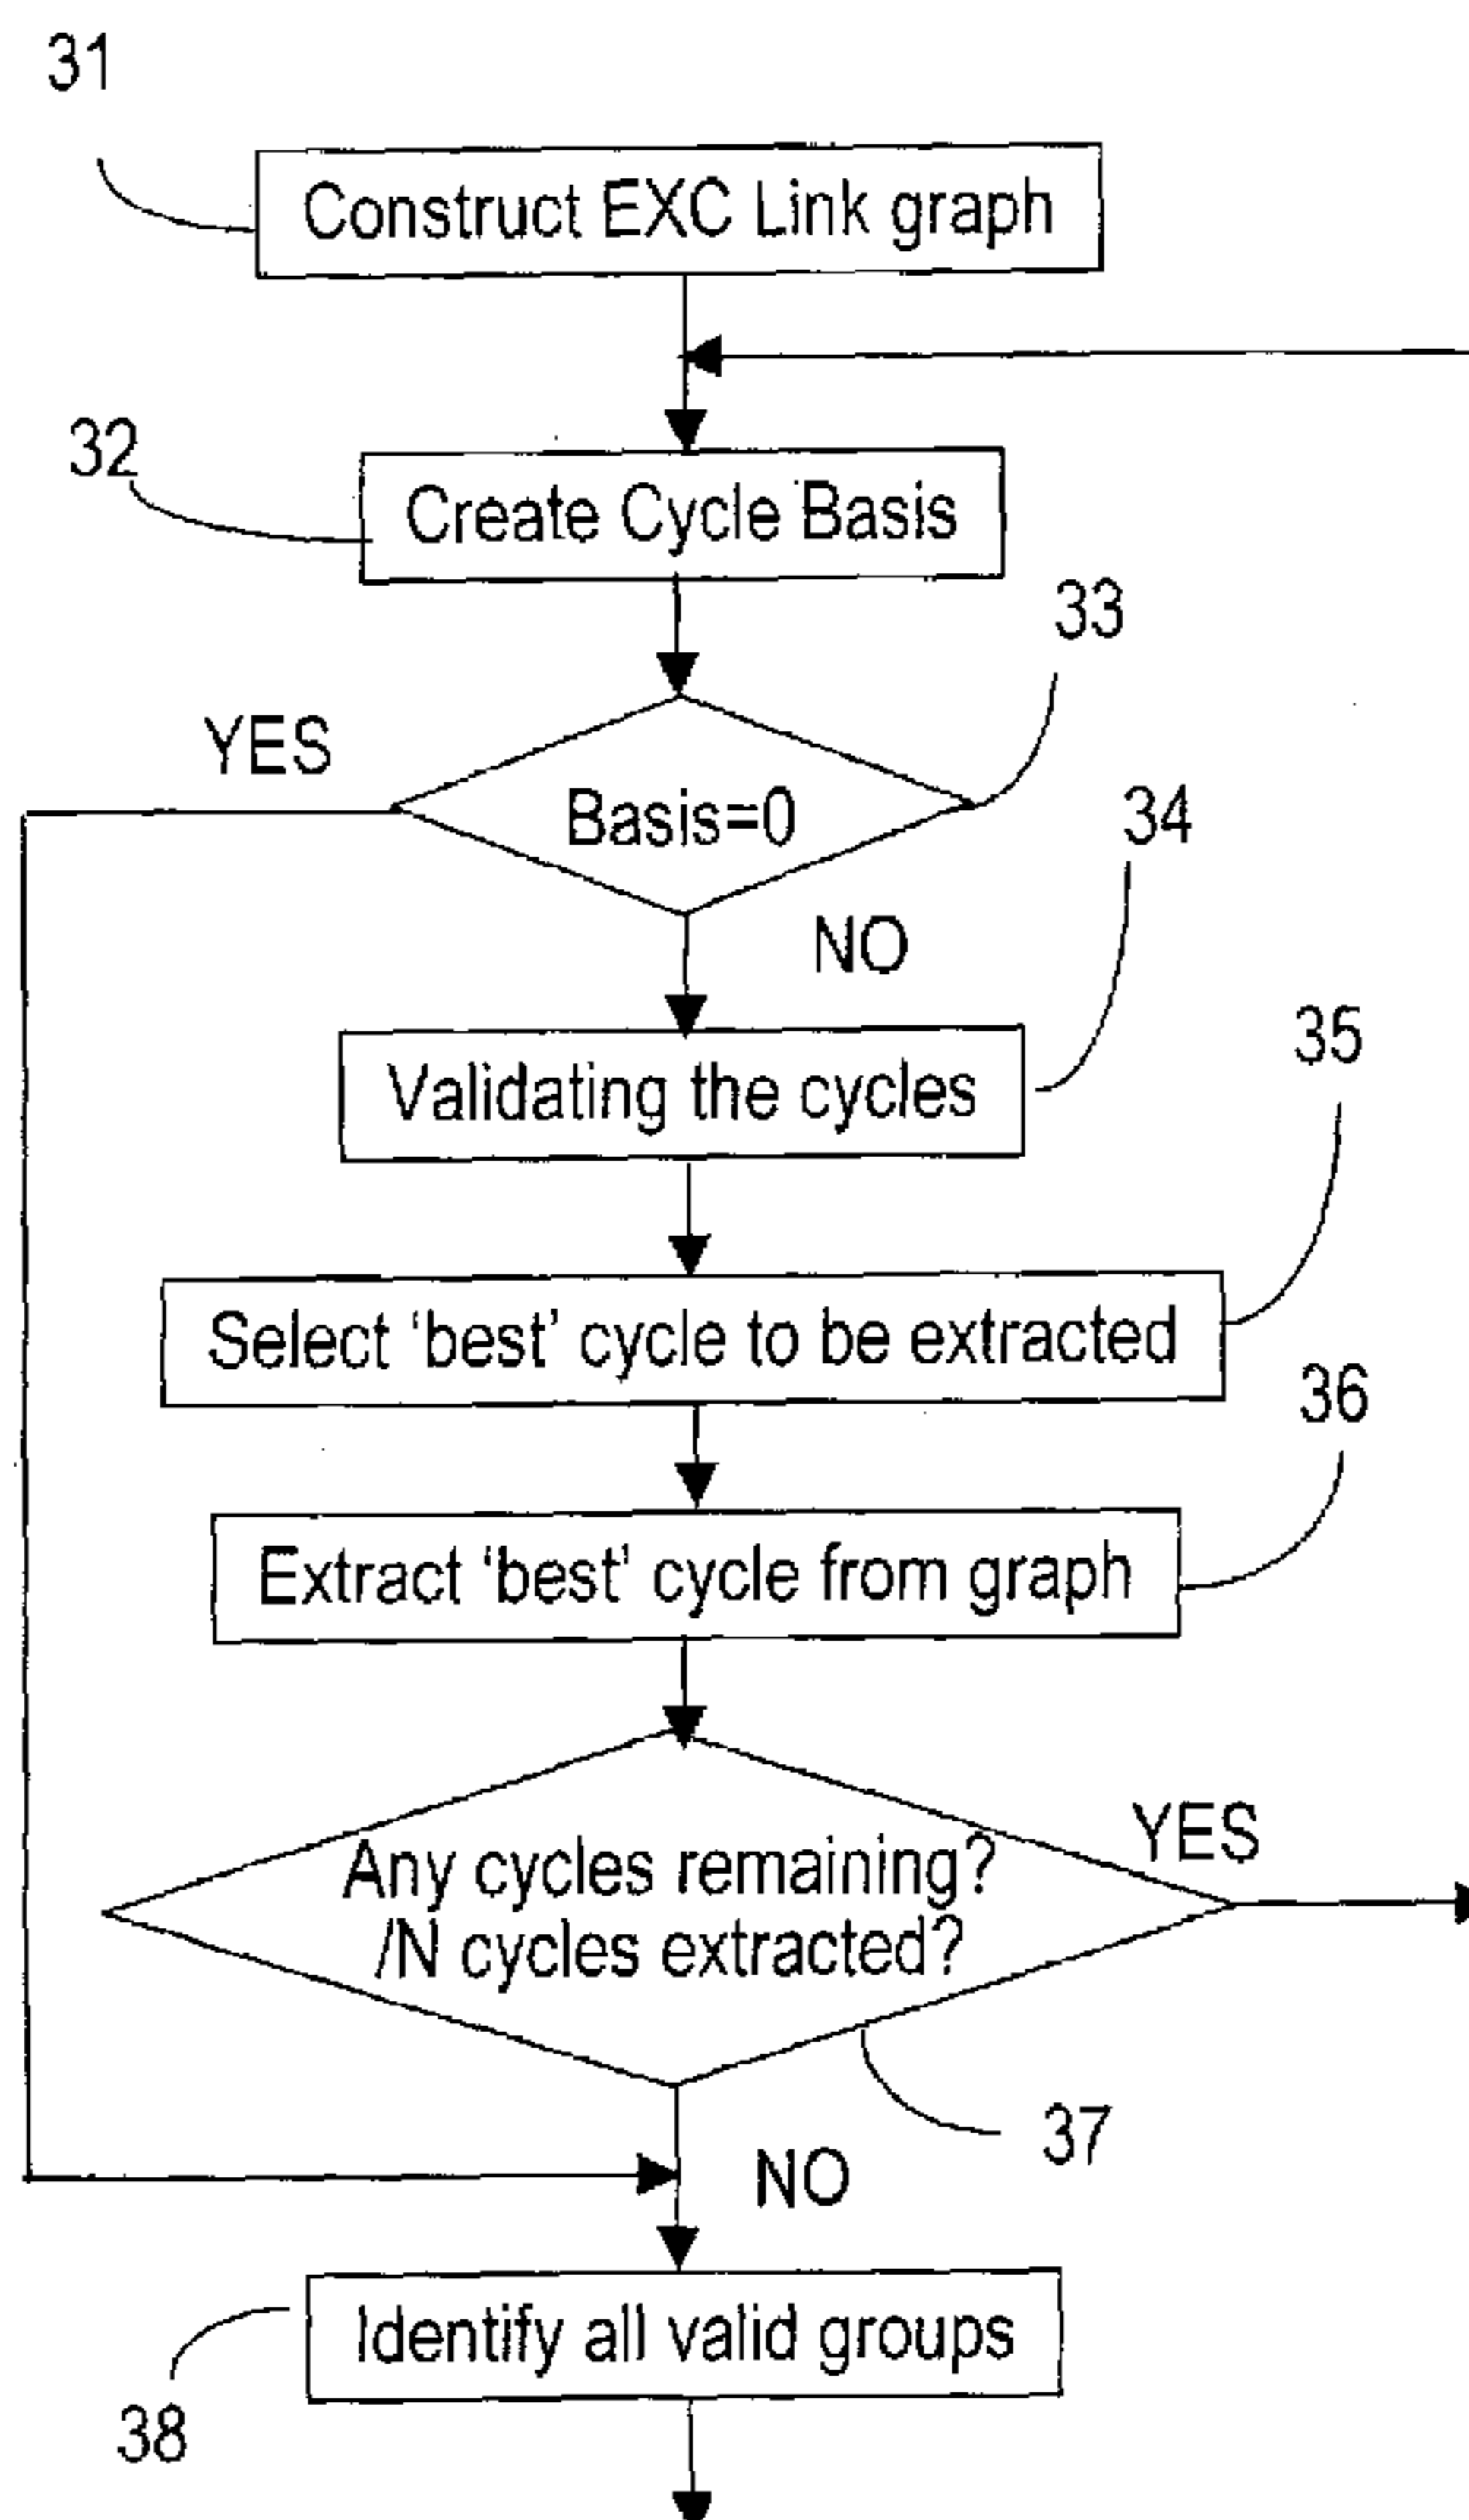 31
Construct EXC Link graph
32
Create Cycle Basis
33
YES
Basis=0
34
NO
35
Validating the cycles
Select 'best' cycle to be extracted
36
Extract 'best' cycle from graph
YES
Any cycles remaining?
/N cycles extracted?
37
NO
Identify all valid groups
38